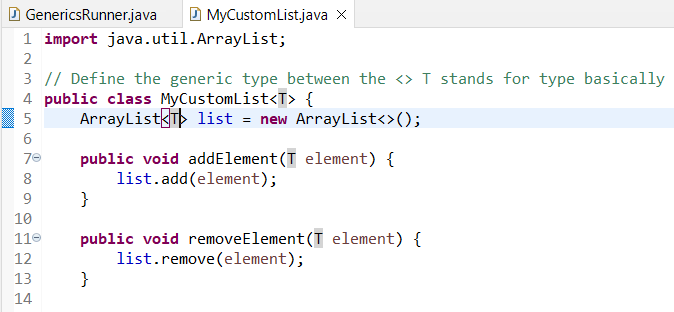 GenericsRunner.java MyCustomList.java
1 import java.util.ArrayList;
2
3 // Define the generic type between the <> T stands for type basically
4 public class MyCustomList<T> {
5     ArrayList<T> list = new ArrayList<>();
6
7     public void addElement(T element) {
8         list.add(element);
9     }
10
11     public void removeElement(T element) {
12         list.remove(element);
13     }
14